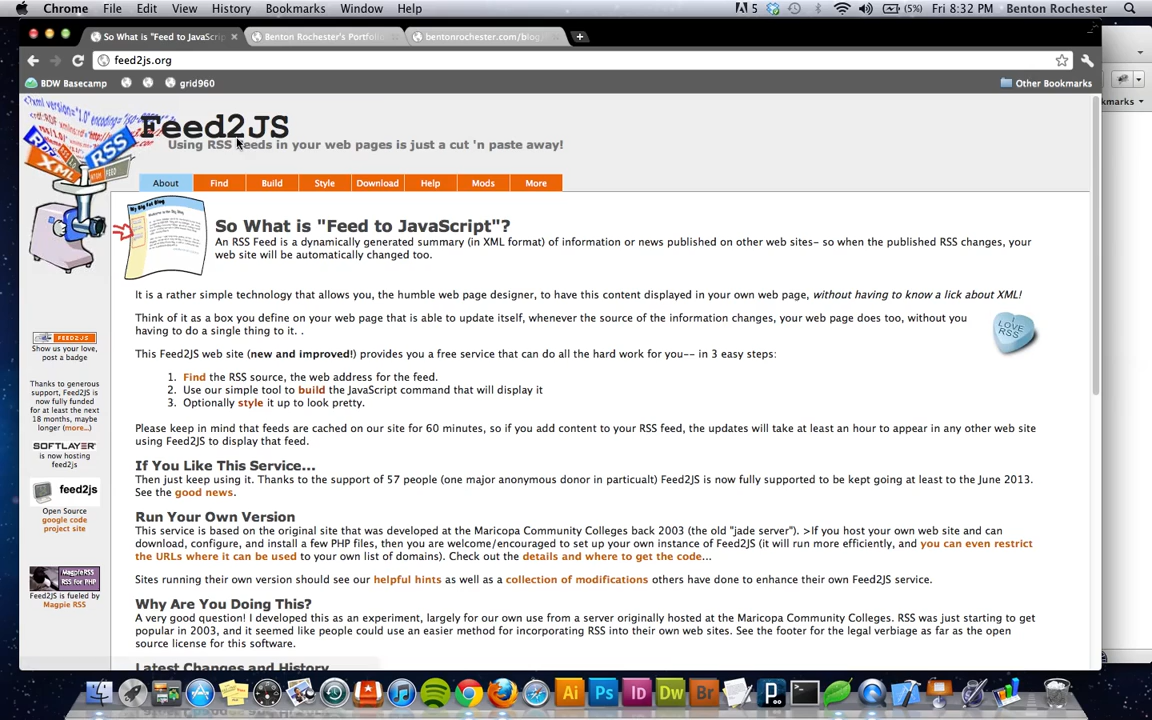 Chrome File Edit View History Bookmarks Window Help 5 (5%) Fri 8:32 PM Benton Rochester
So What is "Feed to JavaScri Benton Rochester's Portfoli bentonrochester.com/blog
feed2js.org
BDW Basecamp grid960 Other Bookmarks
kmarks
Feed2JS
Using RSS feeds in your web pages is just a cut 'n paste away!
RSS
XML
About Find Build Style Download Help Mods More
My Big Fat Blog
So What is "Feed to JavaScript"?
An RSS Feed is a dynamically generated summary (in XML format) of information or news published on other web sites- so when the published RSS changes, your
web site will be automatically changed too.
It is a rather simple technology that allows you, the humble web page designer, to have this content displayed in your own web page, without having to know a lick about XML!
Think of it as a box you define on your web page that is able to update itself, whenever the source of the information changes, your web page does too, without you
having to do a single thing to it. .
I LOVE
RSS
This Feed2JS web site (new and improved!) provides you a free service that can do all the hard work for you-- in 3 easy steps:
1. Find the RSS source, the web address for the feed.
2. Use our simple tool to build the JavaScript command that will display it
3. Optionally style it up to look pretty.
Please keep in mind that feeds are cached on our site for 60 minutes, so if you add content to your RSS feed, the updates will take at least an hour to appear in any other web site
using Feed2JS to display that feed.
If You Like This Service...
Then just keep using it. Thanks to the support of 57 people (one major anonymous donor in particualt) Feed2JS is now fully supported to be kept going at least to the June 2013.
See the good news.
Run Your Own Version
This service is based on the original site that was developed at the Maricopa Community Colleges back 2003 (the old "jade server"). >If you host your own web site and can
download, configure, and install a few PHP files, then you are welcome/encouraged to set up your own instance of Feed2JS (it will run more efficiently, and you can even restrict
the URLs where it can be used to your own list of domains). Check out the details and where to get the code...
Sites running their own version should see our helpful hints as well as a collection of modifications others have done to enhance their own Feed2JS service.
Why Are You Doing This?
A very good question! I developed this as an experiment, largely for our own use from a server originally hosted at the Maricopa Community Colleges. RSS was just starting to get
popular in 2003, and it seemed like people could use an easier method for incorporating RSS into their own web sites. See the footer for the legal verbiage as far as the open
source license for this software.
Latest Changes and History
FEED2JS
Show us your love,
post a badge
Thanks to generous
support, Feed2JS is
now fully funded
for at least the next
18 months, maybe
longer (more...)
SOFTLAYER
is now hosting
feed2js
feed2js
Open Source
google code
project site
MagpieRSS
RSS for PHP
Feed2JS is fueled by
Magpie RSS
Ai Ps Id Dw Br